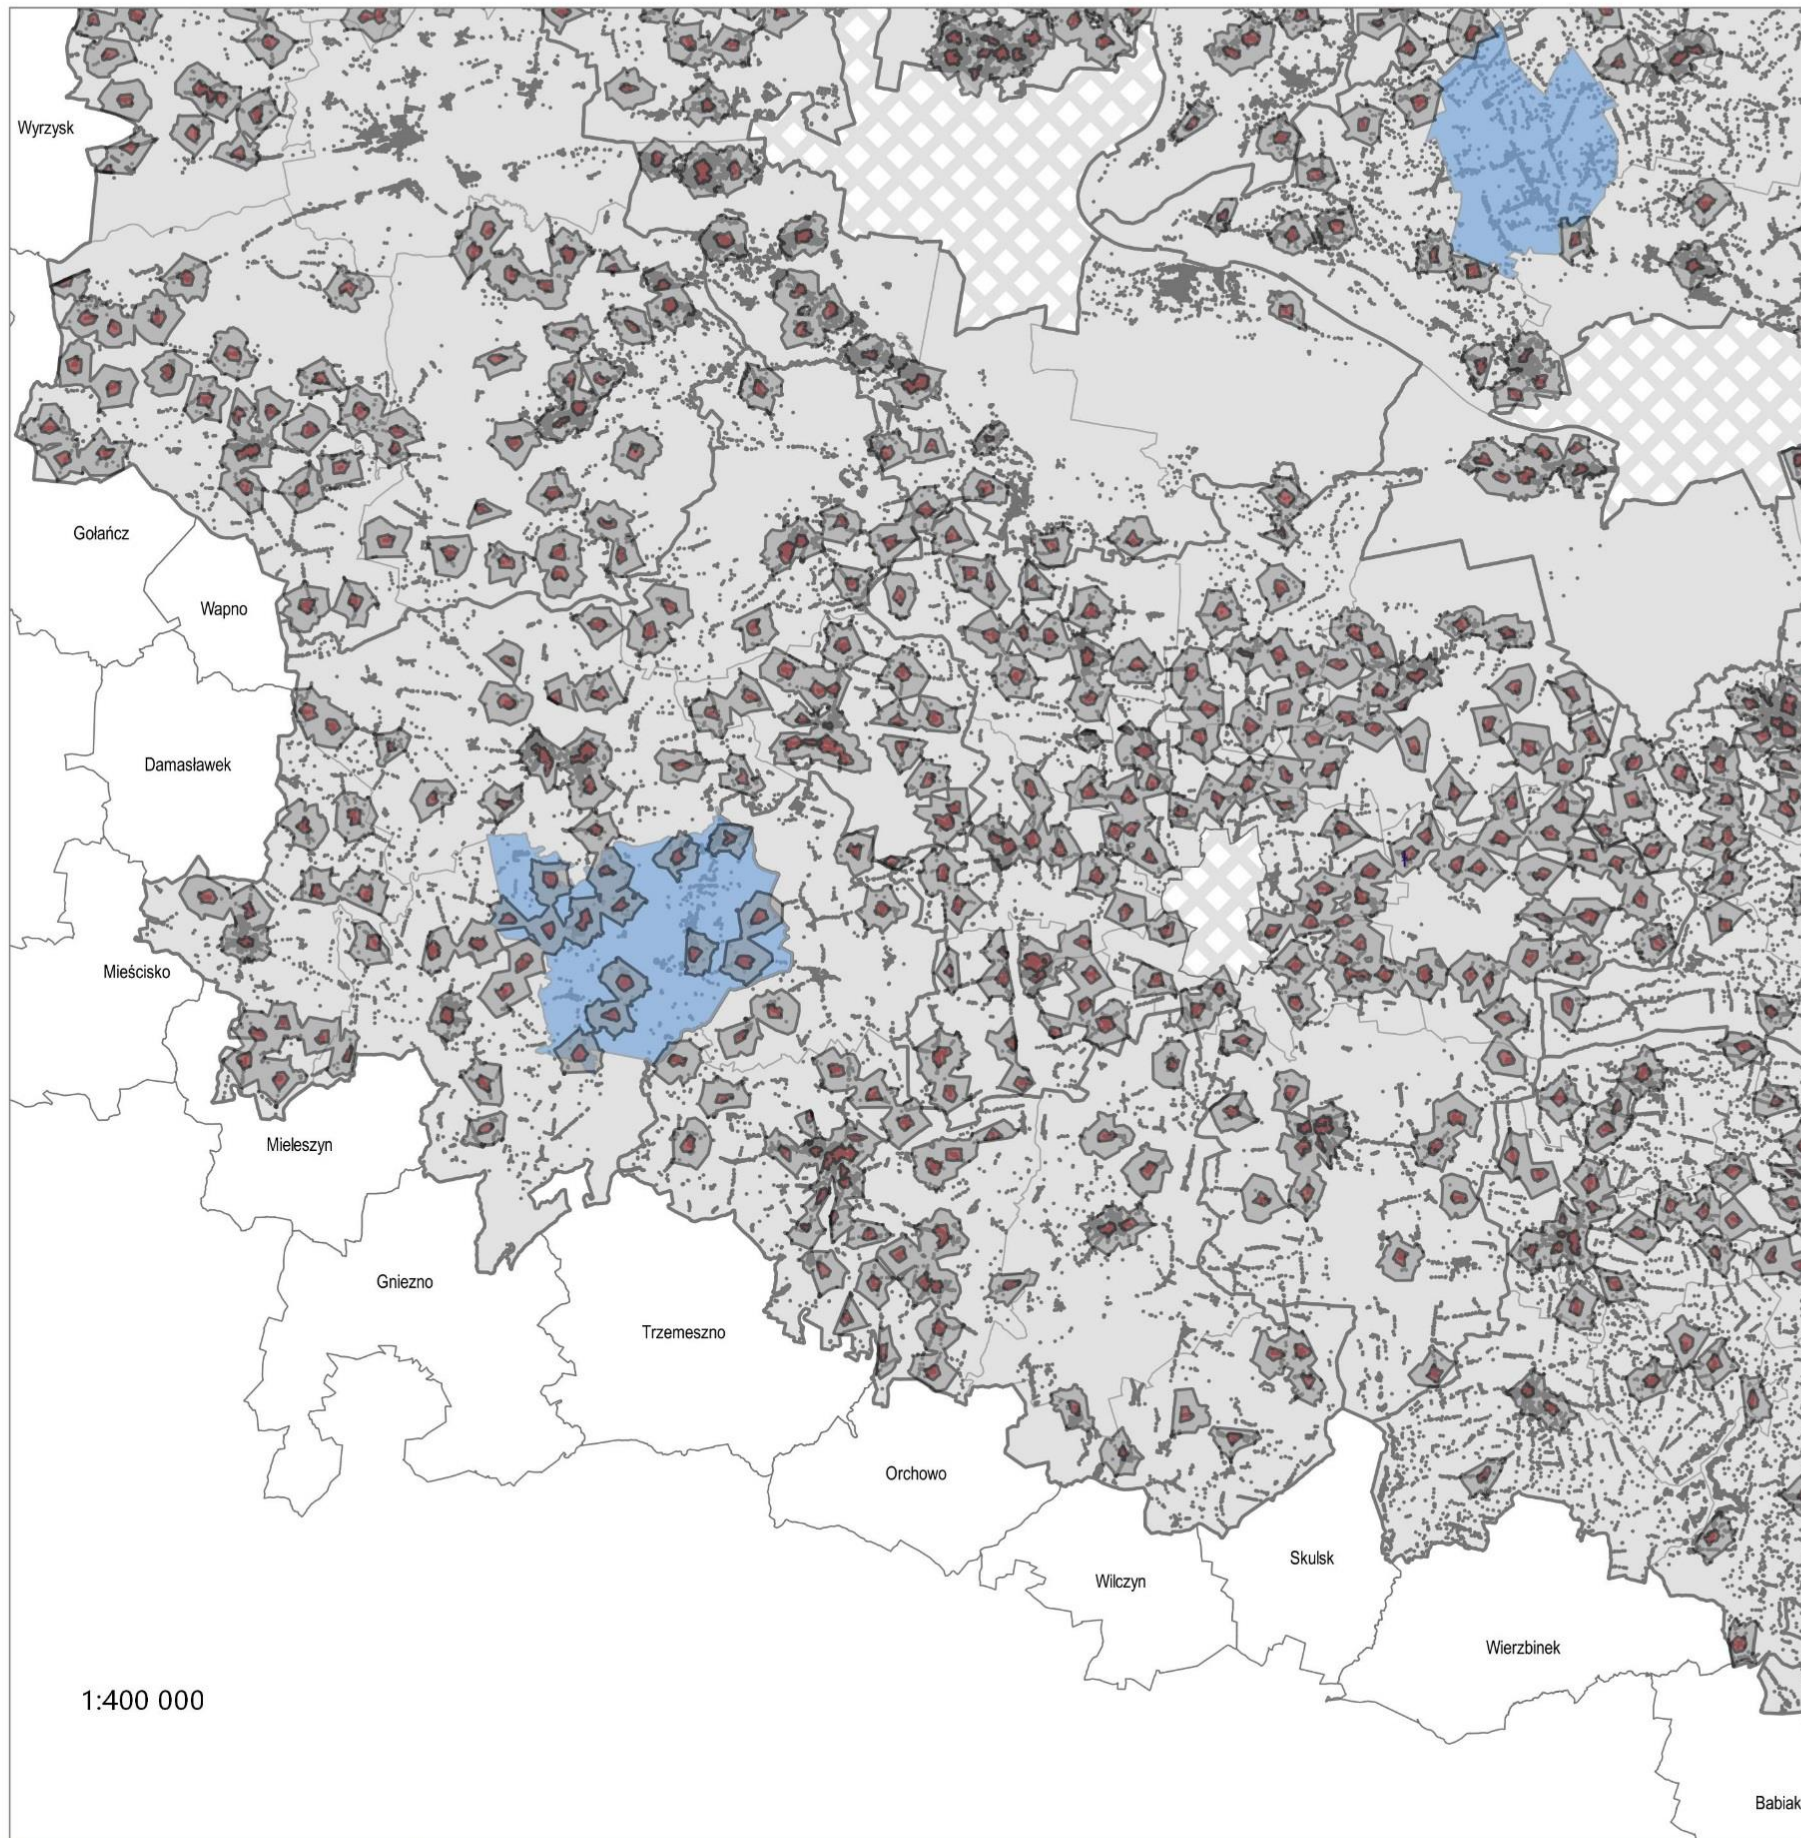 Wyrzysk
Gołańcz
Wapno
Damasławek
Mieścisko
Mieleszyn
Gniezno
Trzemeszno
Orchowo
Skulsk
Wilczyn
Wierzbinek
1:400 000
Babiak